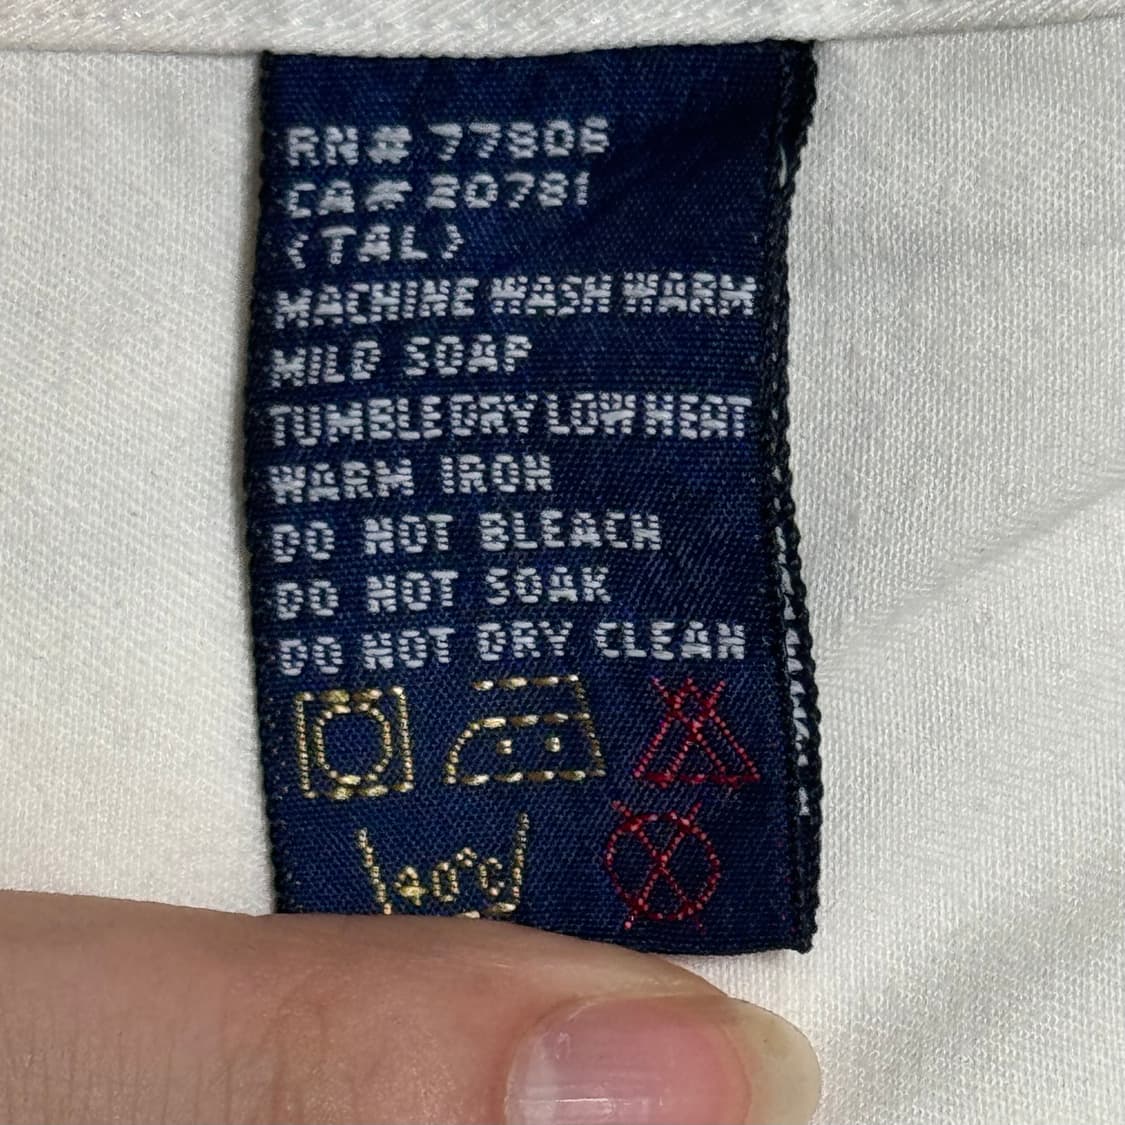 RN# 77806
CA# 20781
<TAL>
MACHINE WASH WARM
MILD SOAP
TUMBLE DRY LOW HEAT
WARM IRON
DO NOT BLEACH
DO NOT SOAK
DO NOT DRY CLEAN
40°C